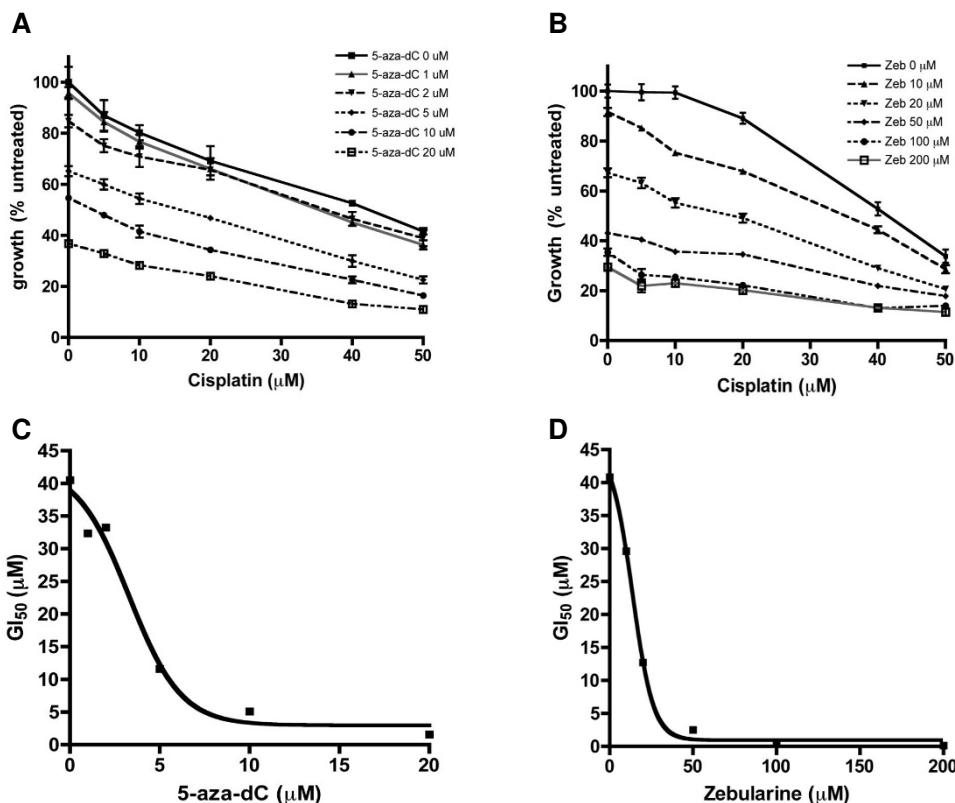 A
5-aza-dC 0 uM
5-aza-dC 1 uM
5-aza-dC 2 uM
5-aza-dC 5 uM
5-aza-dC 10 uM
5-aza-dC 20 uM
growth (% untreated)
100
80
60
40
20
0
0 10 20 30 40 50
Cisplatin (μM)
B
Zeb 0 μM
Zeb 10 μM
Zeb 20 μM
Zeb 50 μM
Zeb 100 μM
Zeb 200 μM
Growth (% untreated)
100
80
60
40
20
0
0 10 20 30 40 50
Cisplatin (μM)
C
GI₅₀ (μM)
45
40
35
30
25
20
15
10
5
0
0 5 10 15 20
5-aza-dC (μM)
D
GI₅₀ (μM)
45
40
35
30
25
20
15
10
5
0
0 50 100 150 200
Zebularine (μM)